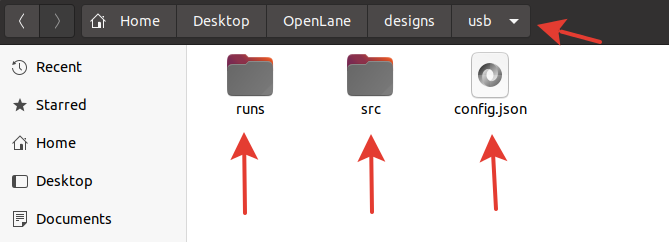 Home Desktop OpenLane designs usb
Recent
Starred
Home
Desktop
Documents
runs src config.json